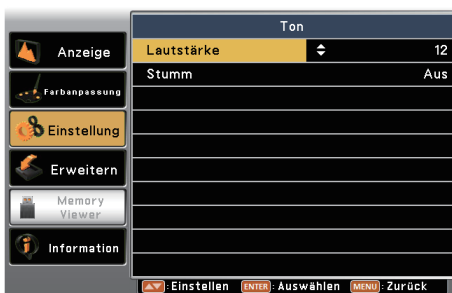 Ton
Anzeige
Farbanpassung
Einstellung
Erweitern
Memory
Viewer
Information
Lautstärke 12
Stumm Aus
:Einstellen ENTER:Auswählen MENU:Zurück